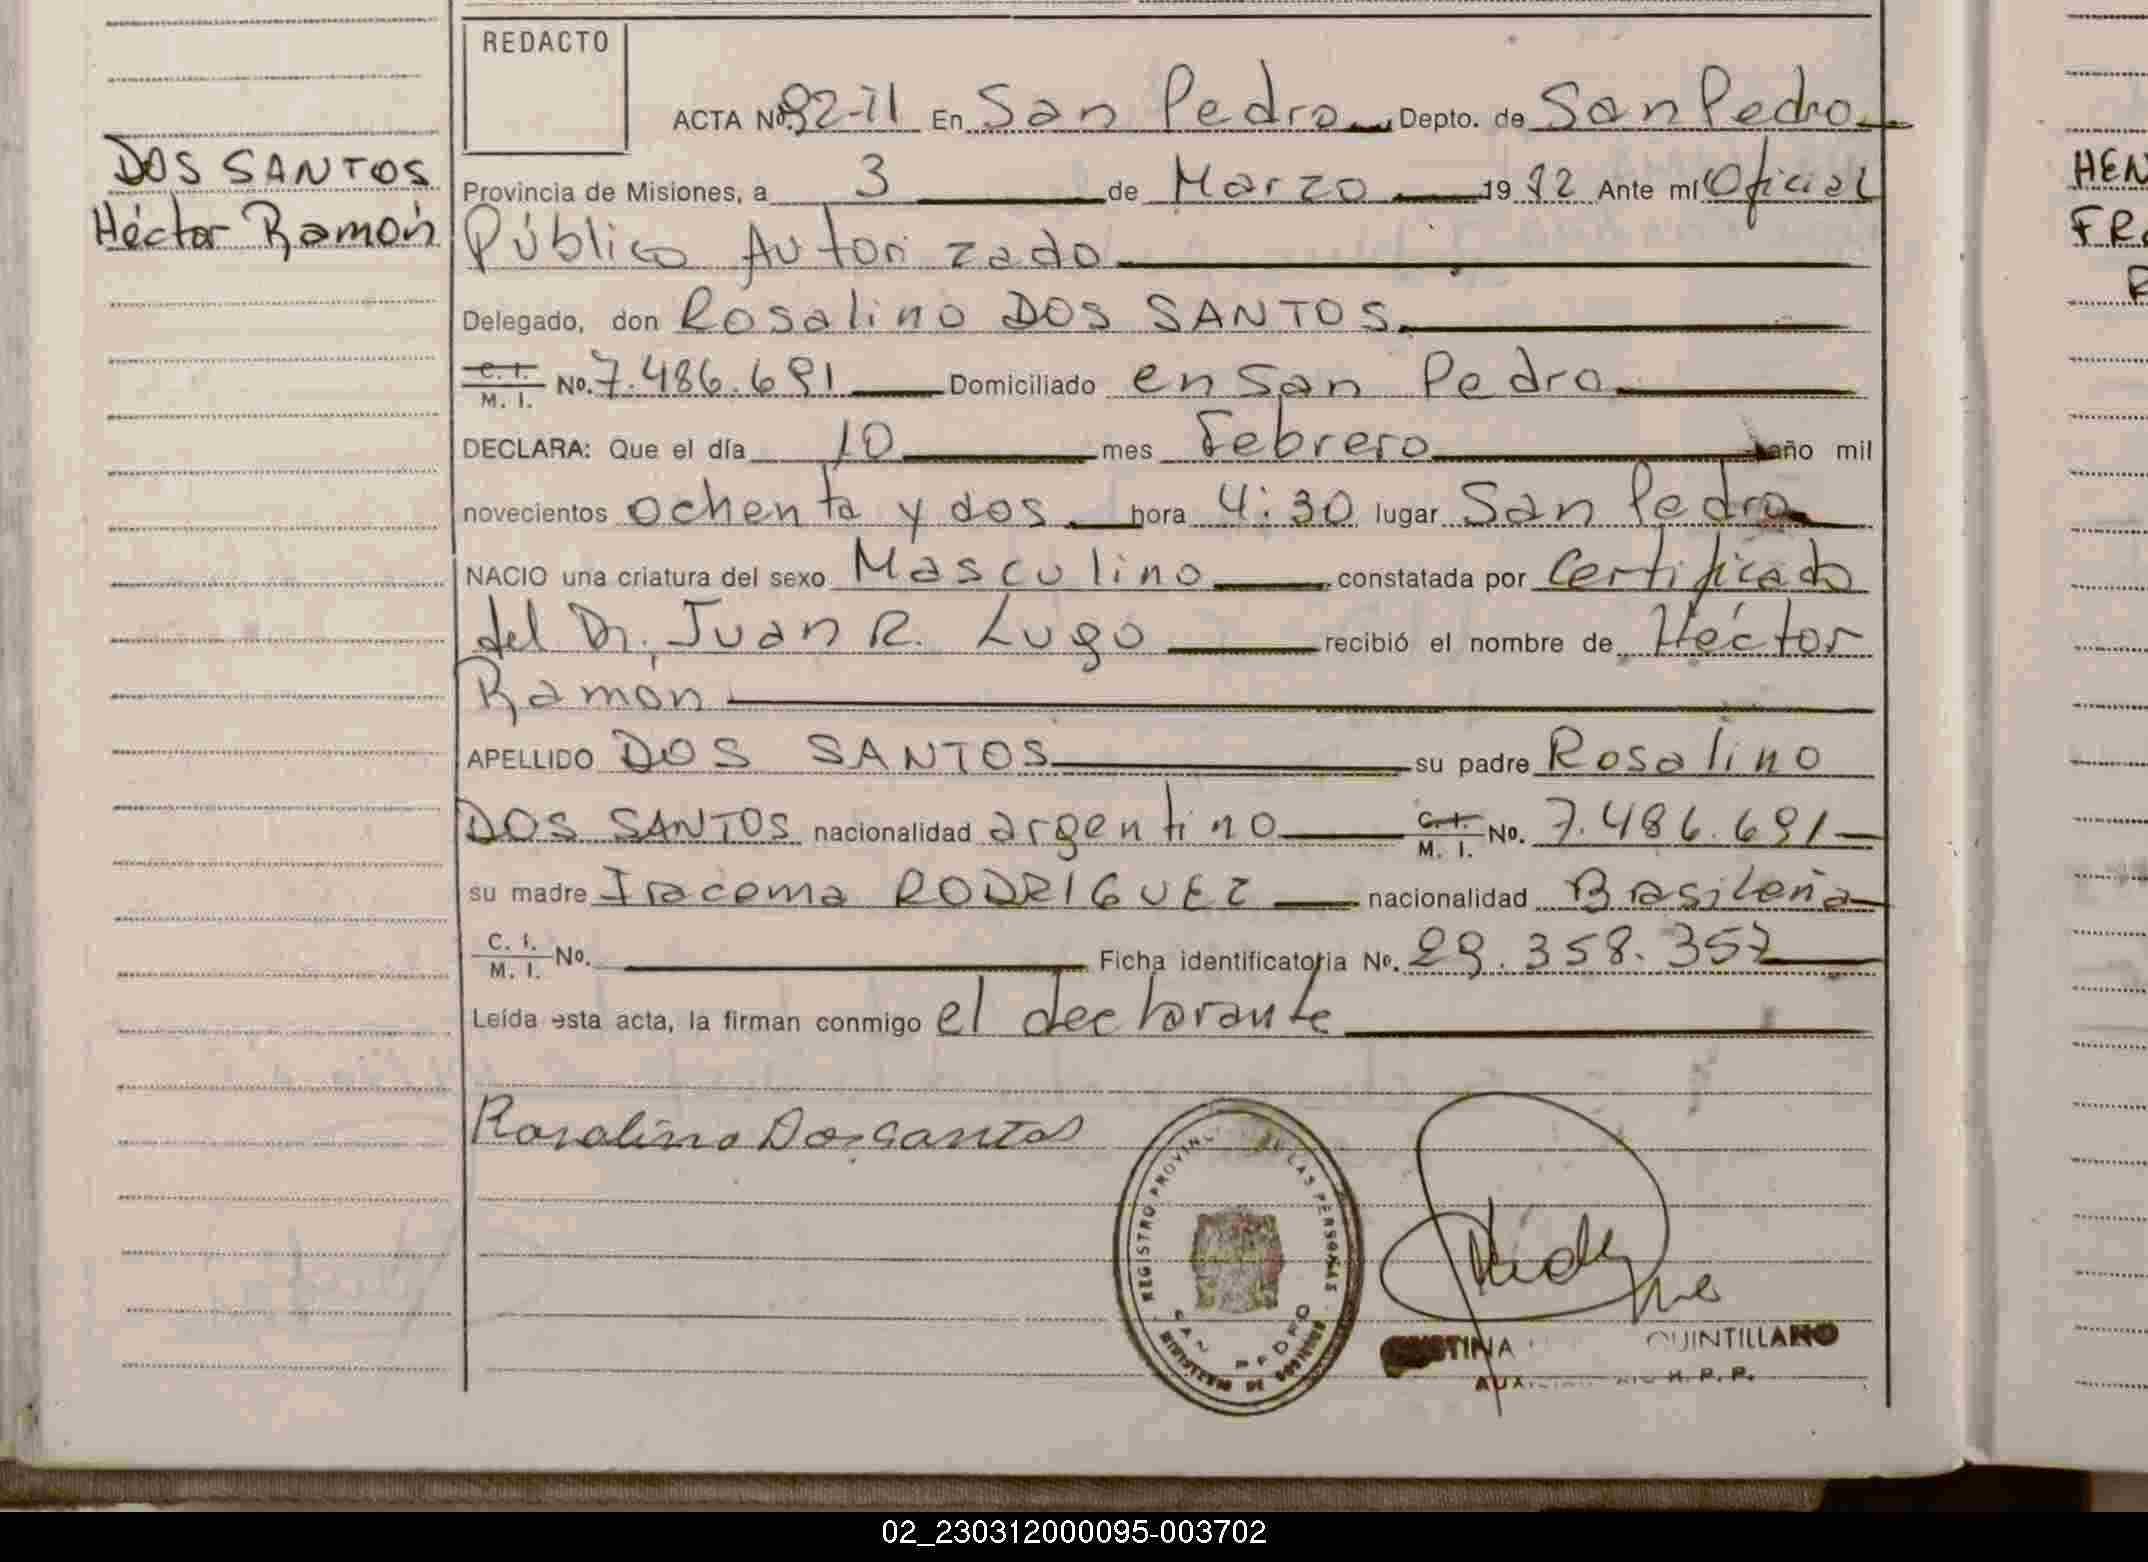 REDACTO
ACTA No. 92-II En San Pedro Depto. de San Pedro
DOS SANTOS
Héctor Ramón
Provincia de Misiones, a 3 de Marzo 1982 Ante mí Oficial
Público Autorizado
Delegado, don Rosalino DOS SANTOS
C. I. M. I. No. 7.486.691 Domiciliado en San Pedro
DECLARA: Que el día 10 mes Febrero año mil
novecientos ochenta y dos hora 4:30 lugar San Pedro
NACIO una criatura del sexo Masculino constatada por Certificado
del Dr. Juan R. Lugo recibió el nombre de Héctor
Ramón
APELLIDO DOS SANTOS su padre Rosalino
DOS SANTOS nacionalidad argentino C. I. M. I. No. 7.486.691
su madre Iracema RODRIGUEZ nacionalidad Brasileña
C. I. M. I. No. Ficha identificatoria No. 29.358.357
Leída esta acta, la firman conmigo el declarante
Rosalino Dos santos
REGISTRO PROVINCIAL DE LAS PERSONAS
SAN PEDRO
QUINTILLANO
HEN
FRA
R
02_230312000095-003702